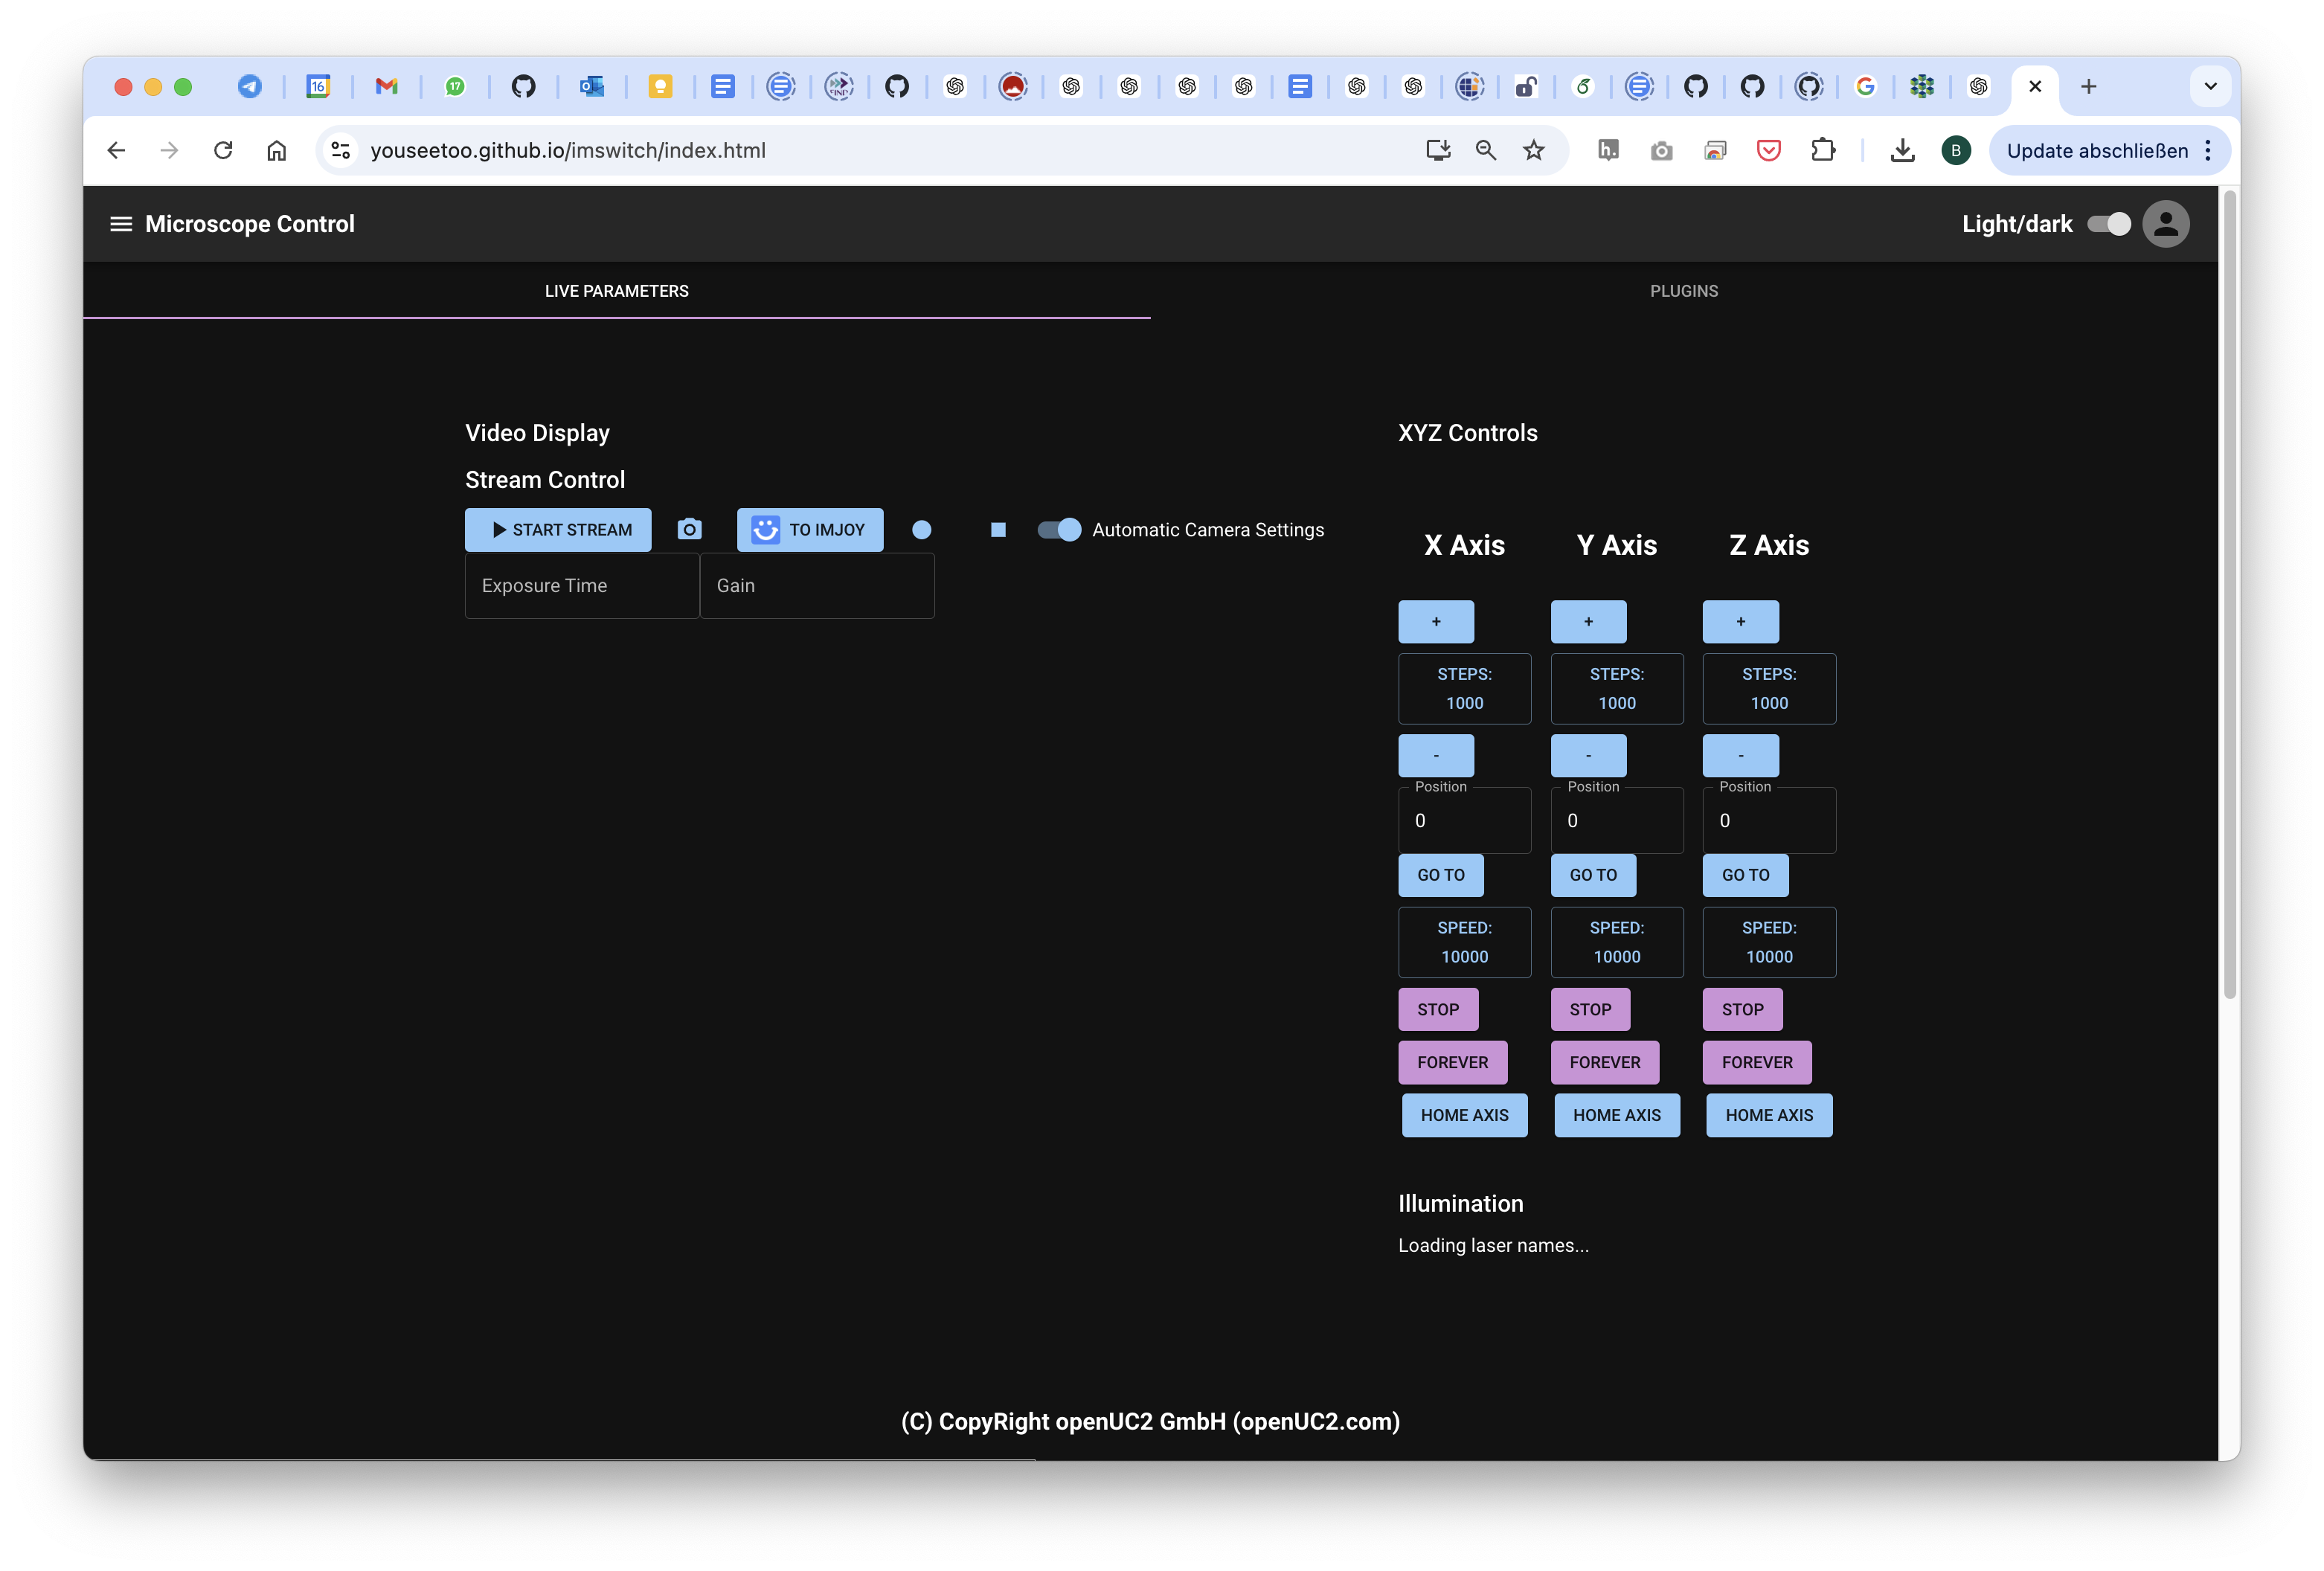 16
17
youseetoo.github.io/imswitch/index.html
h.
B
Update abschließen
Microscope Control
Light/dark
LIVE PARAMETERS
PLUGINS
Video Display
Stream Control
START STREAM
TO IMJOY
Automatic Camera Settings
Exposure Time
Gain
XYZ Controls
X Axis
Y Axis
Z Axis
+
+
+
STEPS:
1000
STEPS:
1000
STEPS:
1000
-
-
-
Position
0
Position
0
Position
0
GO TO
GO TO
GO TO
SPEED:
10000
SPEED:
10000
SPEED:
10000
STOP
STOP
STOP
FOREVER
FOREVER
FOREVER
HOME AXIS
HOME AXIS
HOME AXIS
Illumination
Loading laser names...
(C) CopyRight openUC2 GmbH (openUC2.com)